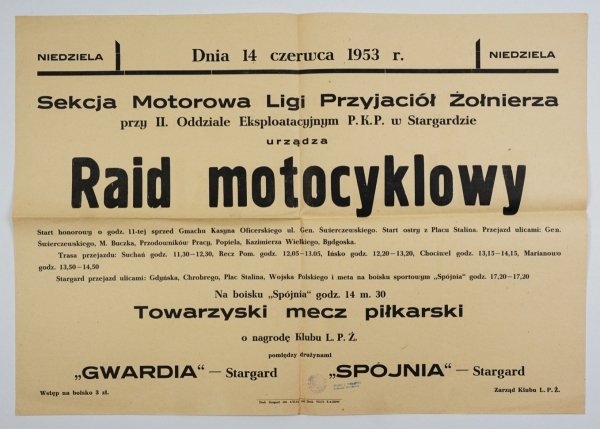 NIEDZIELA Dnia 14 czerwca 1953 r. NIEDZIELA
Sekcja Motorowa Ligi Przyjaciół Żołnierza
przy II. Oddziale Eksploatacyjnym P.K.P. w Stargardzie
urządza
Raid motocyklowy
Start honorowy o godz. 11-tej sprzed Gmachu Kasyna Oficerskiego ul. Gen. Świerczewskiego. Start ostry z Placu Stalina. Przejazd ulicami: Gen.
Świerczewskiego, M. Buczka, Przodowników Pracy, Popiela, Kazimierza Wielkiego, Bydgoska.
Trasa przejazdu: Suchań godz. 11,30—12,30, Recz Pom. godz. 12,05—13.05, Ińsko godz. 12,20—13,20, Chociwel godz. 13,15—14,15, Marianowo
godz. 13,50—14,50
Stargard przejazd ulicami: Gdyńska, Chrobrego, Plac Stalina, Wojska Polskiego i meta na boisku sportowym „Spójnia" godz. 17,20—17,20
Na boisku „Spójnia" godz. 14 m. 30
Towarzyski mecz piłkarski
o nagrodę Klubu L. P. Ż.
pomiędzy drużynami
„GWARDIA" — Stargard „SPÓJNIA" — Stargard
Wstęp na boisko 3 zł. Zarząd Klubu L. P. Ż.